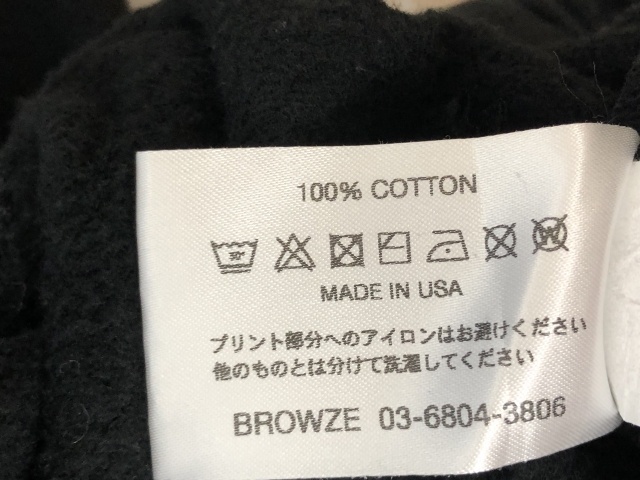 100% COTTON
W
MADE IN USA
プリント部分へのアイロンはお避けください
他のものとは分けて洗濯してください
BROWZE 03-6804-3806